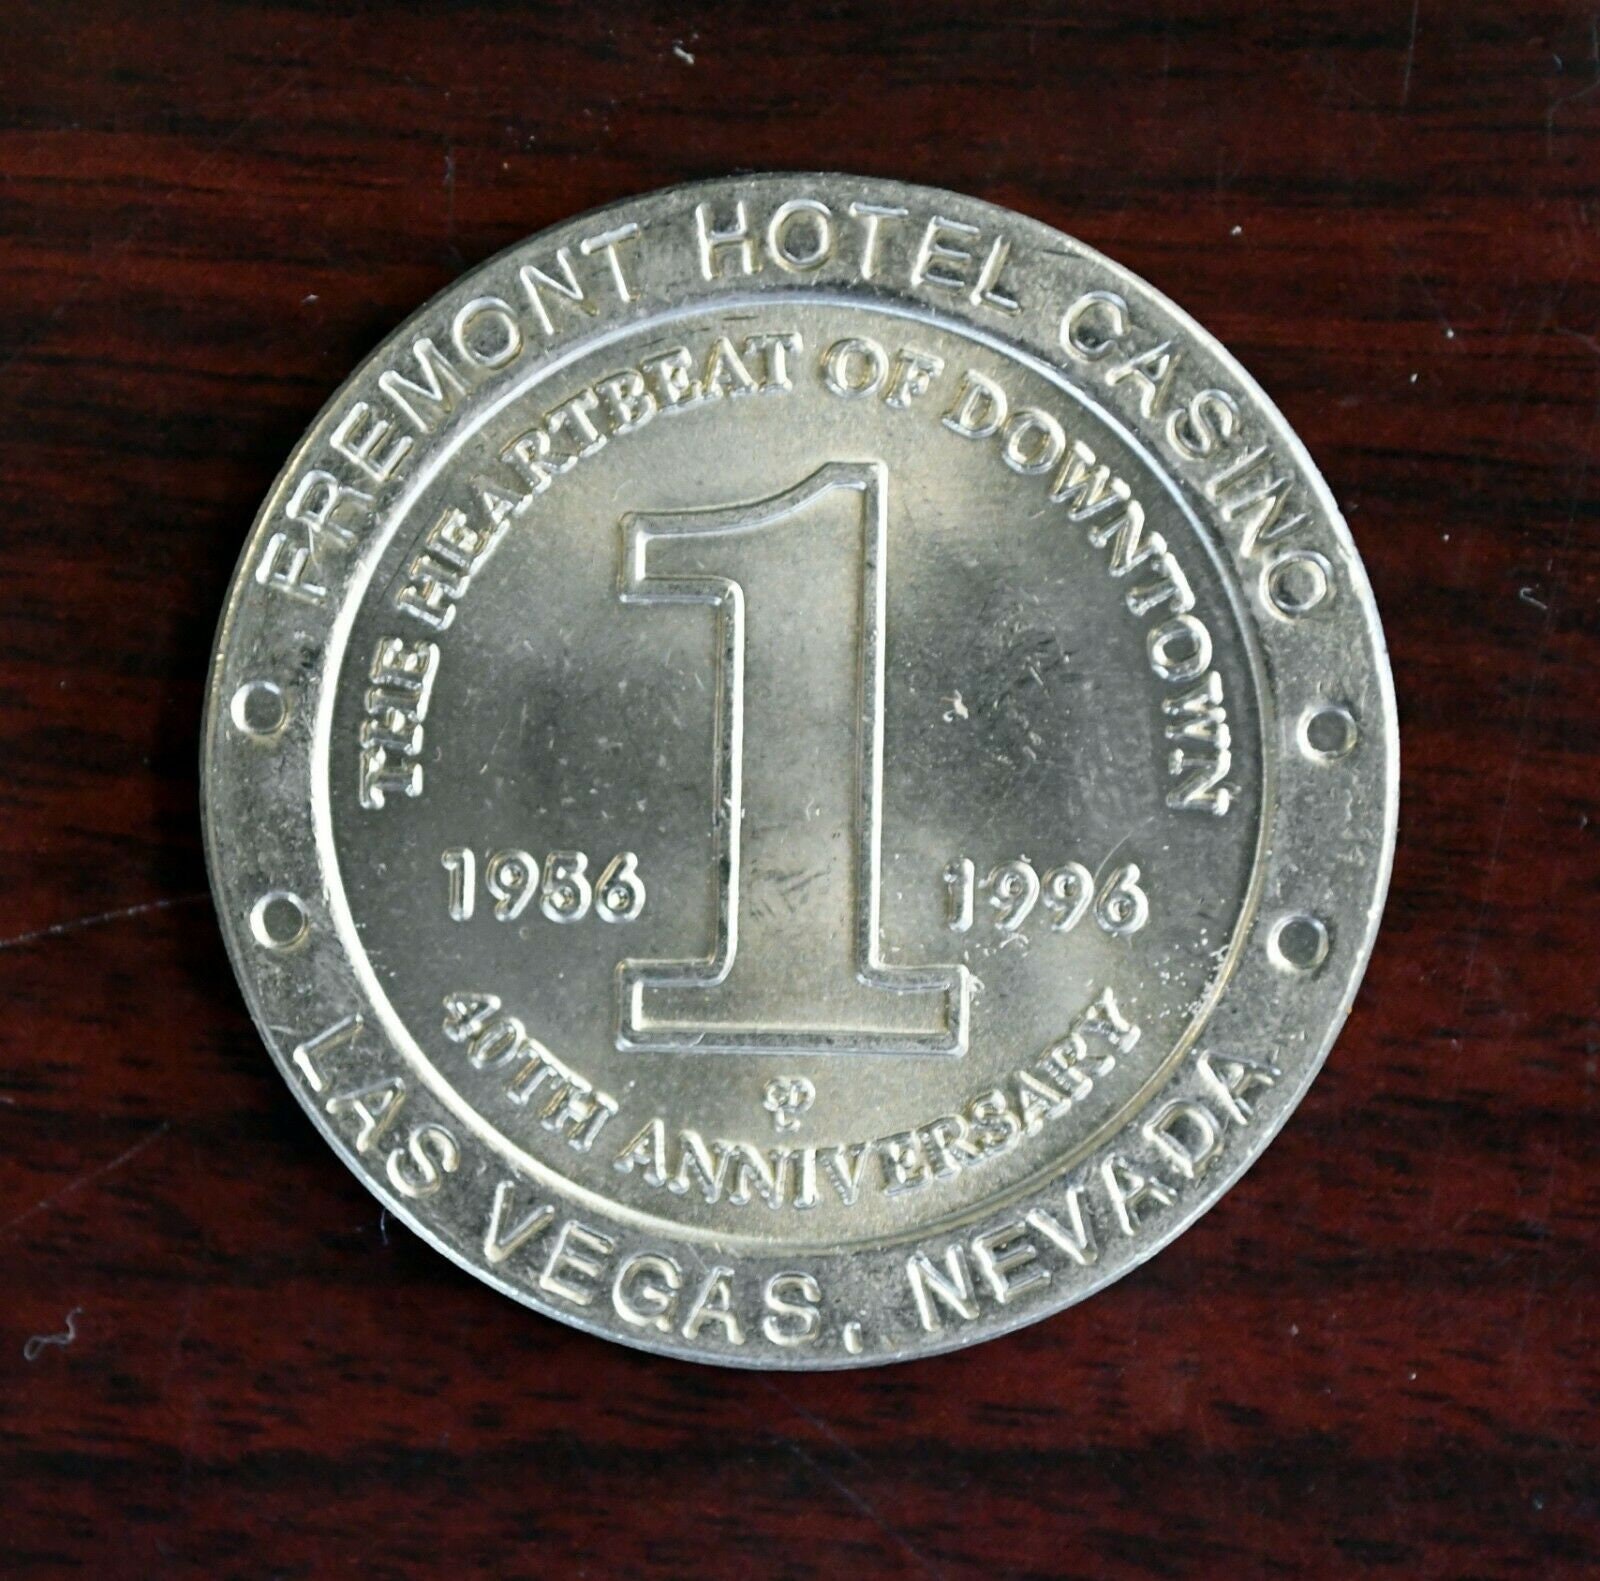 FREMONT HOTEL CASINO
THE HEARTBEAT OF DOWNTOWN
1
1956 1996
40TH ANNIVERSARY
LAS VEGAS, NEVADA